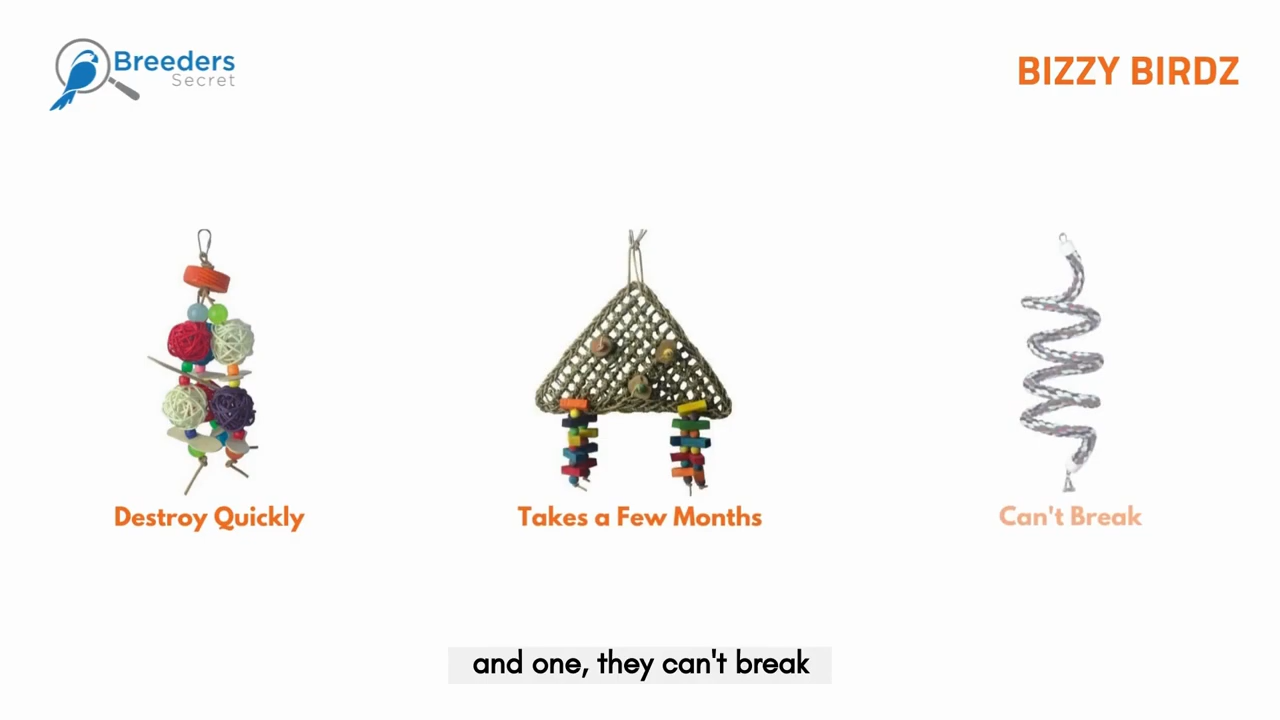 Breeders
Secret
BIZZY BIRDZ
Destroy Quickly
Takes a Few Months
Can't Break
and one, they can't break